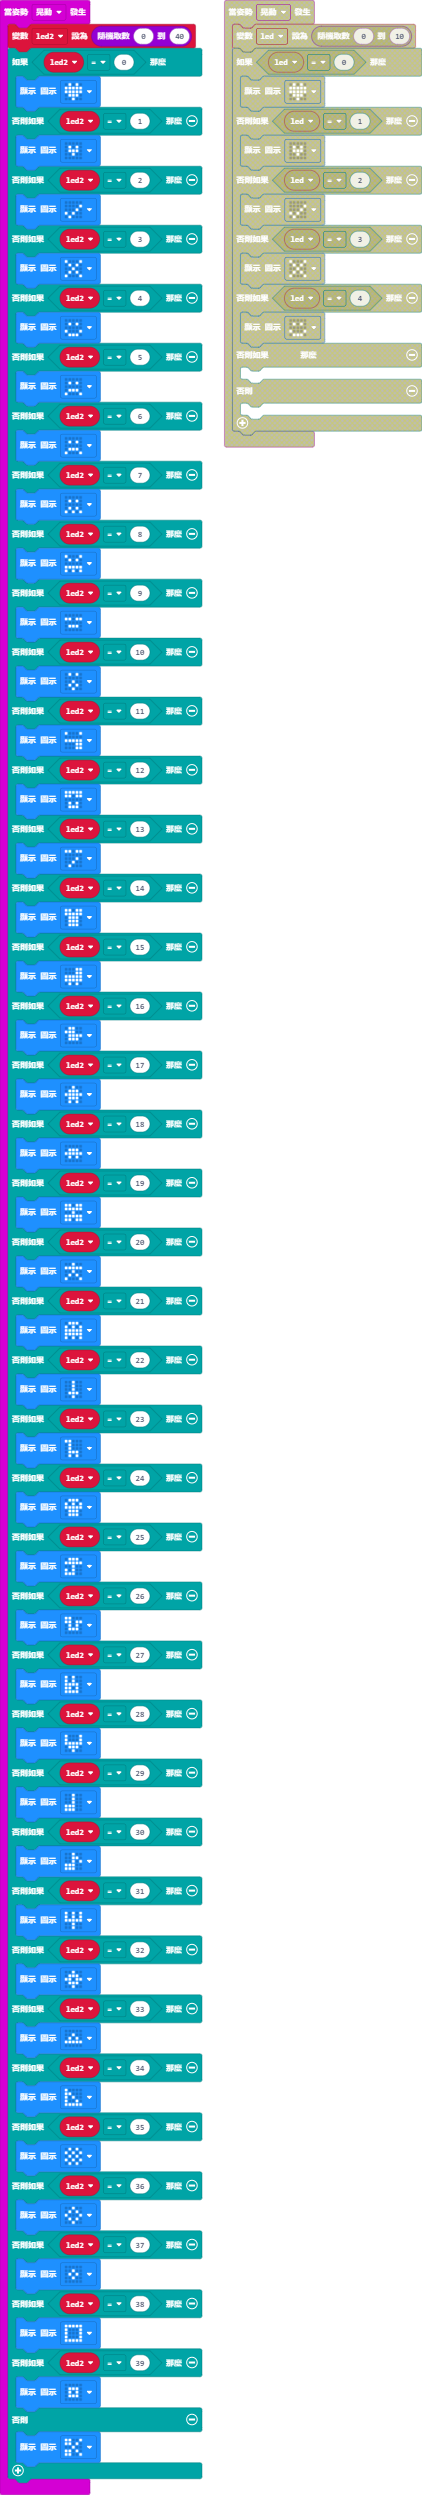 當姿勢 晃動 發生
變數 led2 設為 隨機取數 0 到 40
如果 led2 = 0 那麼
顯示 圖示
否則如果 led2 = 1 那麼
顯示 圖示
否則如果 led2 = 2 那麼
顯示 圖示
否則如果 led2 = 3 那麼
顯示 圖示
否則如果 led2 = 4 那麼
顯示 圖示
否則如果 led2 = 5 那麼
顯示 圖示
否則如果 led2 = 6 那麼
顯示 圖示
否則如果 led2 = 7 那麼
顯示 圖示
否則如果 led2 = 8 那麼
顯示 圖示
否則如果 led2 = 9 那麼
顯示 圖示
否則如果 led2 = 10 那麼
顯示 圖示
否則如果 led2 = 11 那麼
顯示 圖示
否則如果 led2 = 12 那麼
顯示 圖示
否則如果 led2 = 13 那麼
顯示 圖示
否則如果 led2 = 14 那麼
顯示 圖示
否則如果 led2 = 15 那麼
顯示 圖示
否則如果 led2 = 16 那麼
顯示 圖示
否則如果 led2 = 17 那麼
顯示 圖示
否則如果 led2 = 18 那麼
顯示 圖示
否則如果 led2 = 19 那麼
顯示 圖示
否則如果 led2 = 20 那麼
顯示 圖示
否則如果 led2 = 21 那麼
顯示 圖示
否則如果 led2 = 22 那麼
顯示 圖示
否則如果 led2 = 23 那麼
顯示 圖示
否則如果 led2 = 24 那麼
顯示 圖示
否則如果 led2 = 25 那麼
顯示 圖示
否則如果 led2 = 26 那麼
顯示 圖示
否則如果 led2 = 27 那麼
顯示 圖示
否則如果 led2 = 28 那麼
顯示 圖示
否則如果 led2 = 29 那麼
顯示 圖示
否則如果 led2 = 30 那麼
顯示 圖示
否則如果 led2 = 31 那麼
顯示 圖示
否則如果 led2 = 32 那麼
顯示 圖示
否則如果 led2 = 33 那麼
顯示 圖示
否則如果 led2 = 34 那麼
顯示 圖示
否則如果 led2 = 35 那麼
顯示 圖示
否則如果 led2 = 36 那麼
顯示 圖示
否則如果 led2 = 37 那麼
顯示 圖示
否則如果 led2 = 38 那麼
顯示 圖示
否則如果 led2 = 39 那麼
顯示 圖示
否則
顯示 圖示
當姿勢 晃動 發生
變數 led 設為 隨機取數 0 到 10
如果 led = 0 那麼
顯示 圖示
否則如果 led = 1 那麼
顯示 圖示
否則如果 led = 2 那麼
顯示 圖示
否則如果 led = 3 那麼
顯示 圖示
否則如果 led = 4 那麼
顯示 圖示
否則如果 那麼
否則